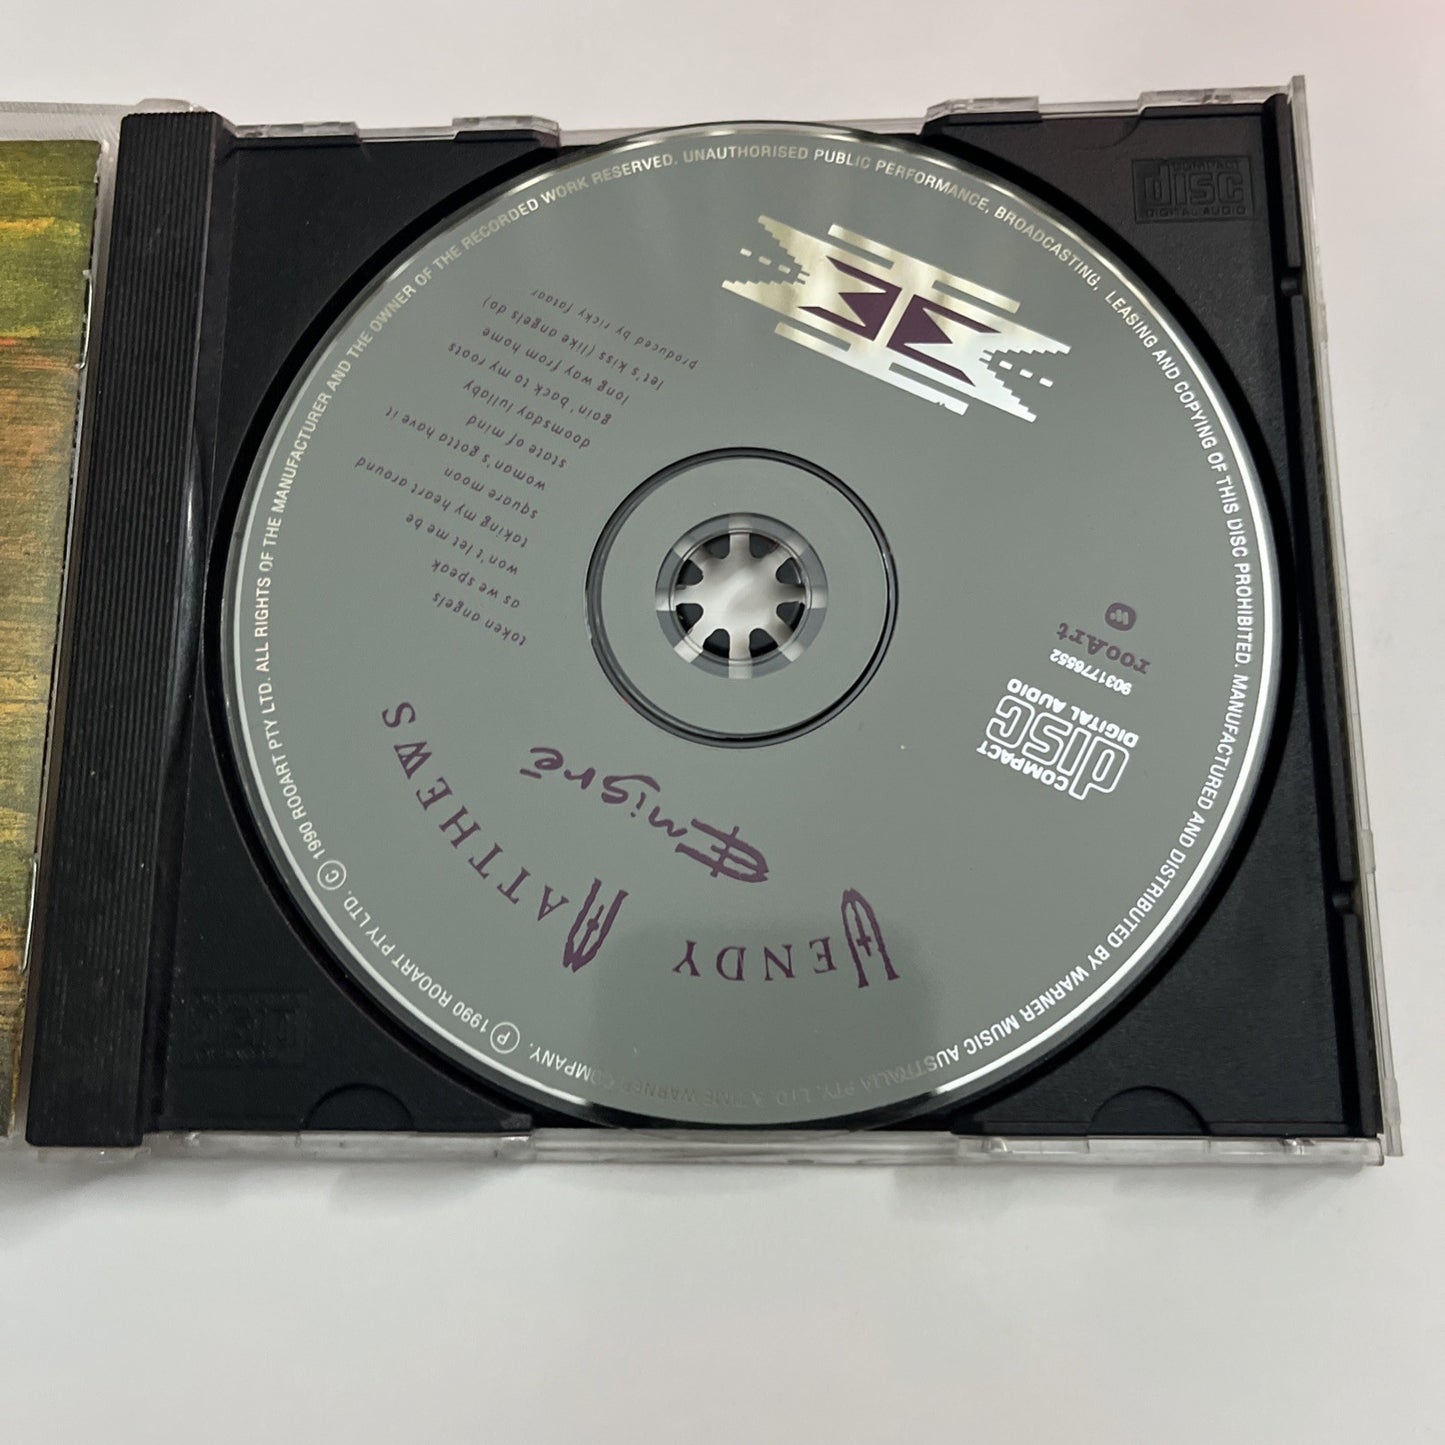 WENDY MATTHEWS
Emigré
token angels
as we speak
won't let me be
taking my heart around
square moon
woman's gotta have it
state of mind
doomsday lullaby
goin' back to my roots
long way from home
let's kiss (like angels do)
produced by ricky fataar
COMPACT
disc
DIGITAL AUDIO
9031776552
rooArt
℗ 1990 ROOART PTY LTD. © 1990 ROOART PTY LTD. ALL RIGHTS OF THE MANUFACTURER AND THE OWNER OF THE RECORDED WORK RESERVED. UNAUTHORISED PUBLIC PERFORMANCE, BROADCASTING, LEASING AND COPYING OF THIS DISC PROHIBITED. MANUFACTURED AND DISTRIBUTED BY WARNER MUSIC AUSTRALIA PTY. LTD. A TIME WARNER COMPANY.
COMPACT
disc
DIGITAL AUDIO